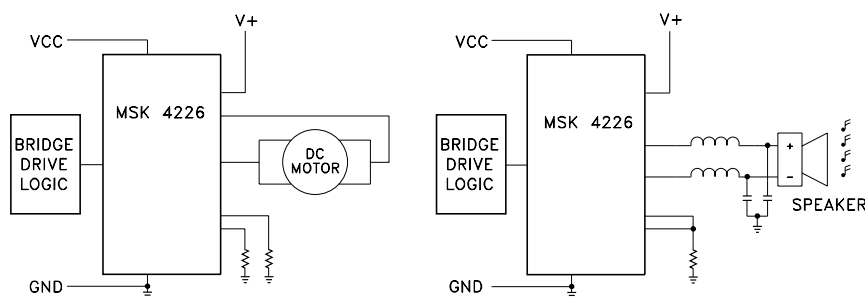 V+
VCC
MSK 4226
BRIDGE
DRIVE
LOGIC
DC
MOTOR
GND
V+
VCC
MSK 4226
BRIDGE
DRIVE
LOGIC
+
−
SPEAKER
GND